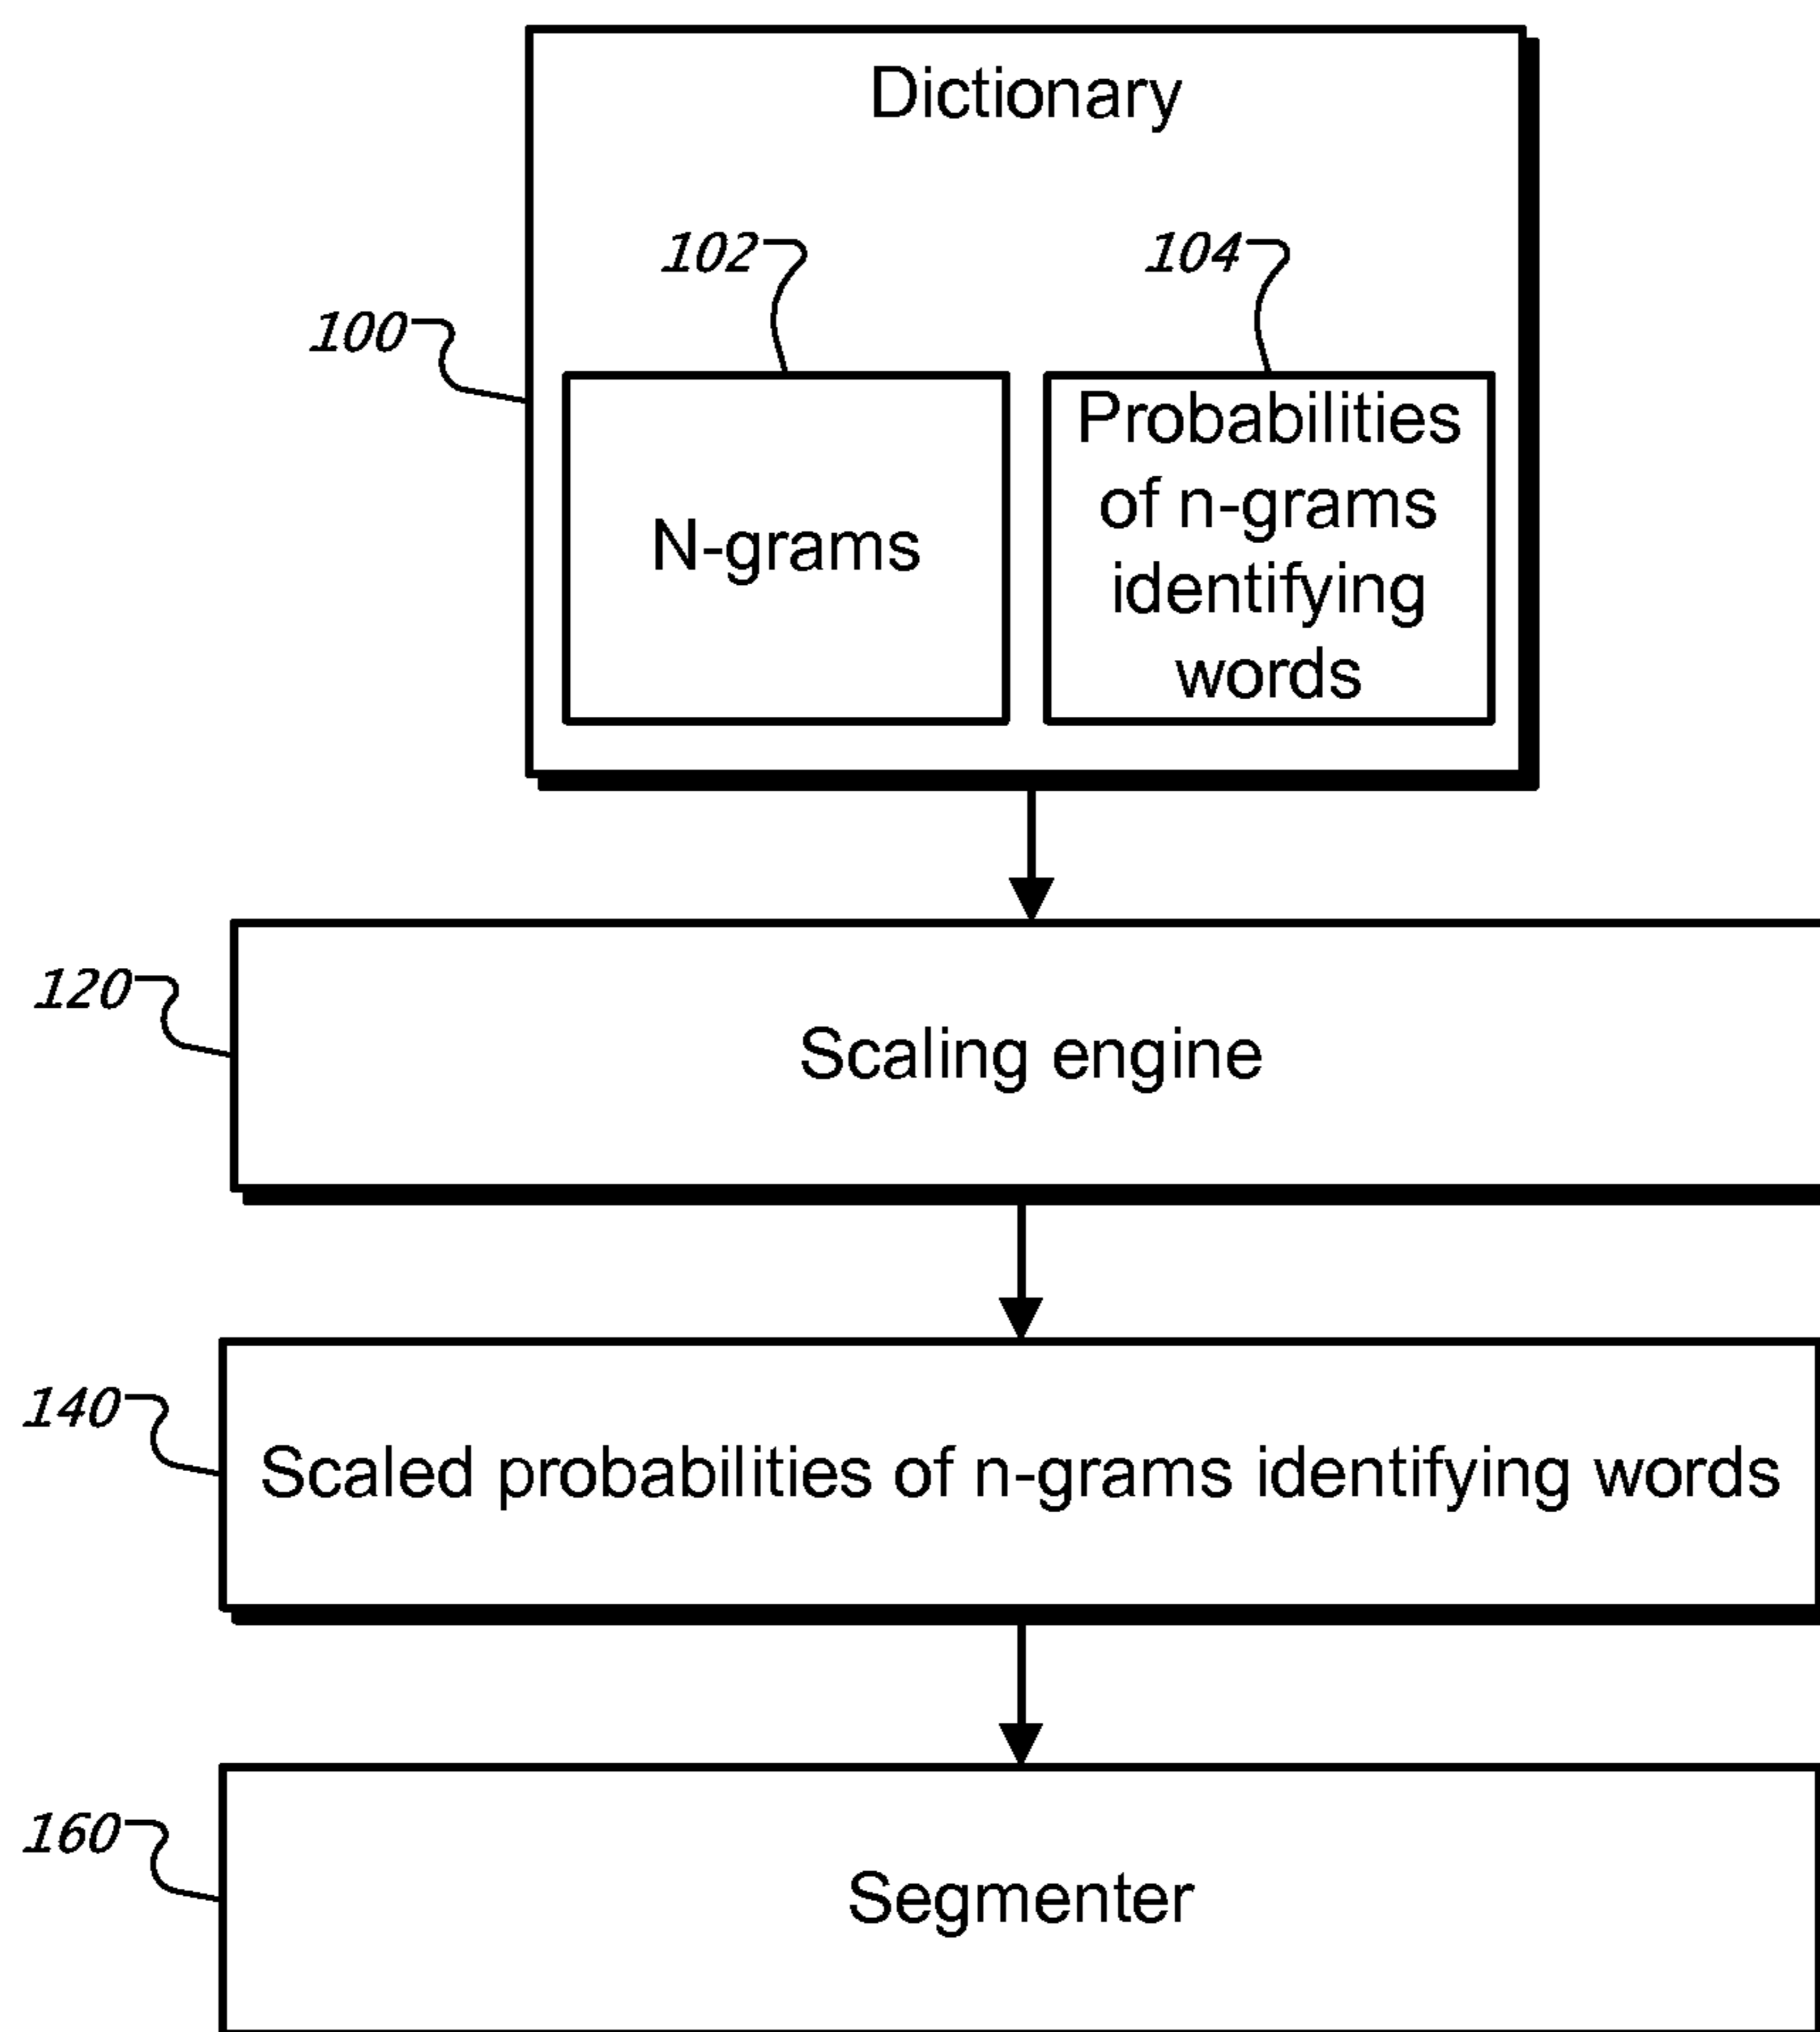 Dictionary
102
104
100
N-grams
Probabilities
of n-grams
identifying
words
120
Scaling engine
140
Scaled probabilities of n-grams identifying words
160
Segmenter